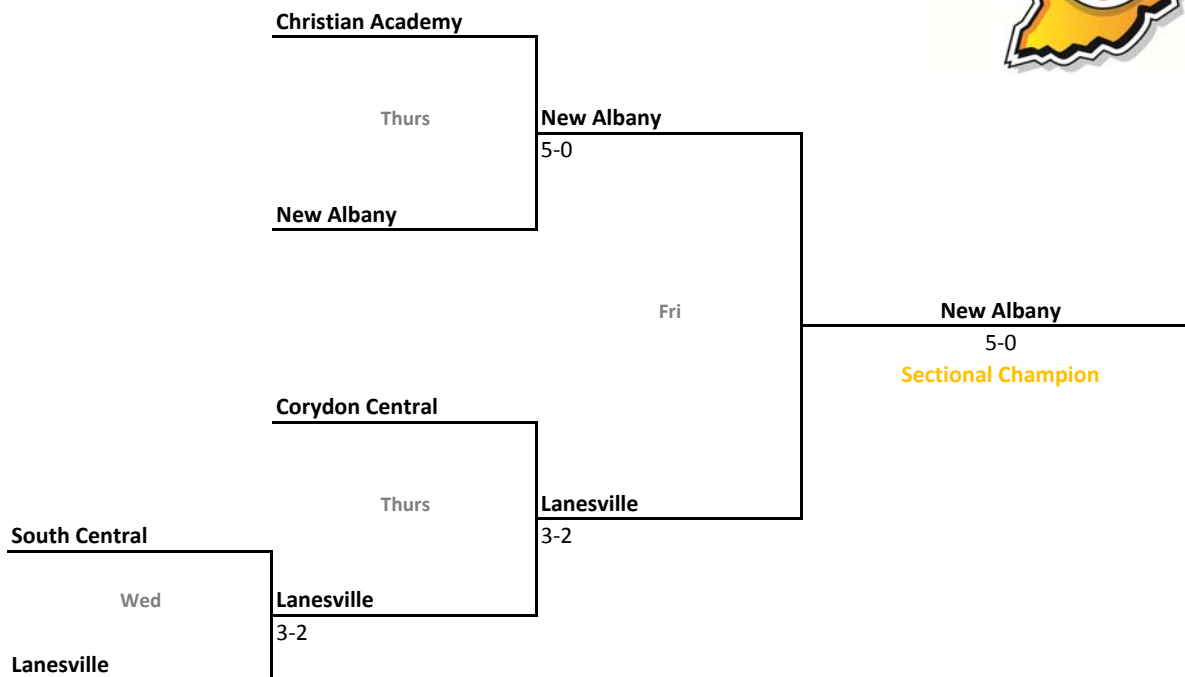 Christian Academy
Thurs
New Albany
5-0
New Albany
Fri
New Albany
5-0
Sectional Champion
Corydon Central
Thurs
Lanesville
3-2
South Central
Wed
Lanesville
3-2
Lanesville